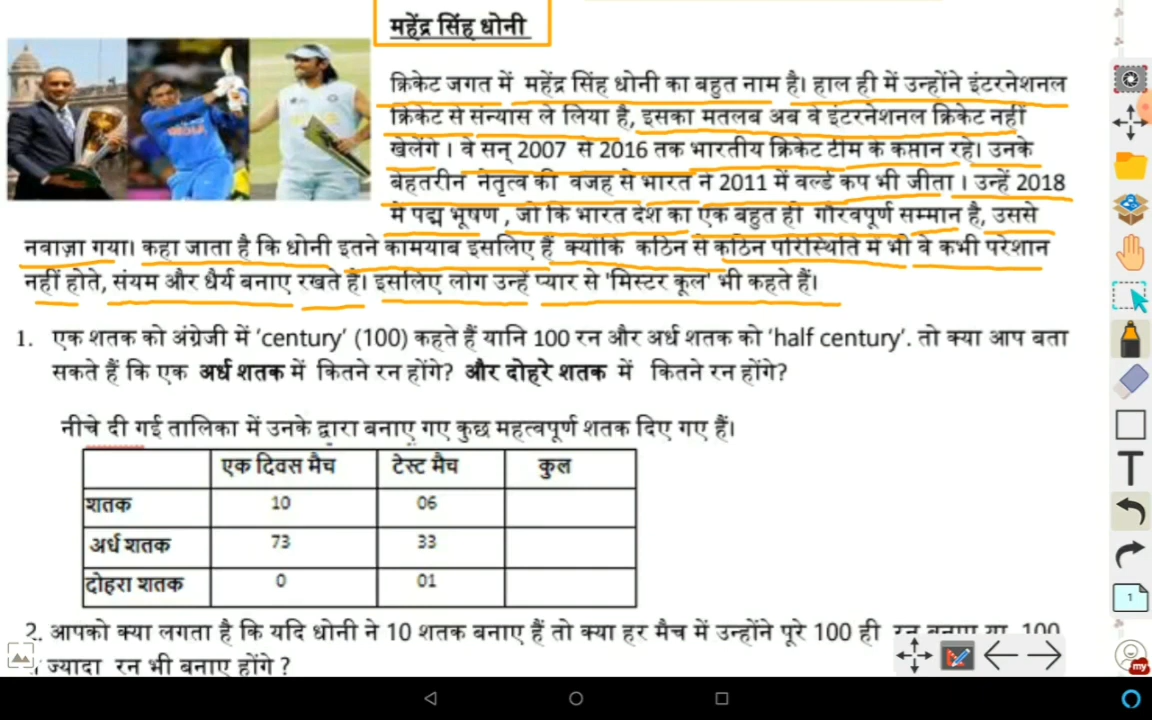 महेंद्र सिंह धोनी
क्रिकेट जगत में महेंद्र सिंह धोनी का बहुत नाम है। हाल ही में उन्होंने इंटरनेशनल
क्रिकेट से संन्यास ले लिया है, इसका मतलब अब वे इंटरनेशनल क्रिकेट नहीं
खेलेंगे । वे सन् 2007 से 2016 तक भारतीय क्रिकेट टीम के कप्तान रहे। उनके
बेहतरीन नेतृत्व की वजह से भारत ने 2011 में वर्ल्ड कप भी जीता । उन्हें 2018
में पद्म भूषण , जो कि भारत देश का एक बहुत ही गौरवपूर्ण सम्मान है, उससे
नवाज़ा गया। कहा जाता है कि धोनी इतने कामयाब इसलिए हैं क्योंकि कठिन से कठिन परिस्थिति में भी वे कभी परेशान
नहीं होते, संयम और धैर्य बनाए रखते है। इसलिए लोग उन्हें प्यार से 'मिस्टर कूल' भी कहते हैं।
1. एक शतक को अंग्रेजी में 'century' (100) कहते हैं यानि 100 रन और अर्ध शतक को 'half century'. तो क्या आप बता
सकते हैं कि एक अर्ध शतक में कितने रन होंगे? और दोहरे शतक में कितने रन होंगे?
नीचे दी गई तालिका में उनके द्वारा बनाए गए कुछ महत्वपूर्ण शतक दिए गए हैं।
एक दिवस मैच टेस्ट मैच कुल
शतक 10 06
अर्ध शतक 73 33
दोहरा शतक 0 01
2. आपको क्या लगता है कि यदि धोनी ने 10 शतक बनाए हैं तो क्या हर मैच में उन्होंने पूरे 100 ही रन बनाए या 100
ज्यादा रन भी बनाए होंगे ?
T
1
my